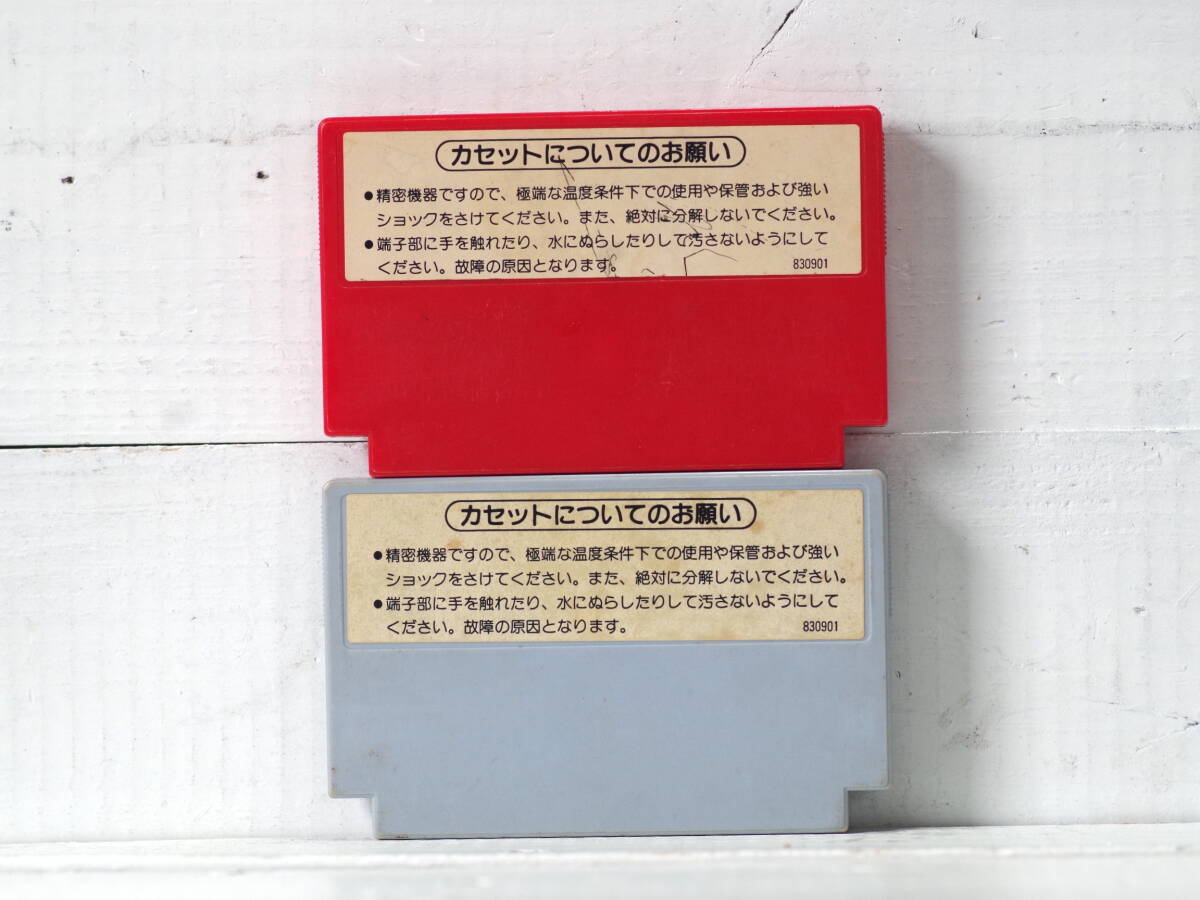 カセットについてのお願い
●精密機器ですので、極端な温度条件下での使用や保管および強い
ショックをさけてください。また、絶対に分解しないでください。
●端子部に手を触れたり、水にぬらしたりして汚さないようにして
ください。故障の原因となります。
830901
カセットについてのお願い
●精密機器ですので、極端な温度条件下での使用や保管および強い
ショックをさけてください。また、絶対に分解しないでください。
●端子部に手を触れたり、水にぬらしたりして汚さないようにして
ください。故障の原因となります。
830901